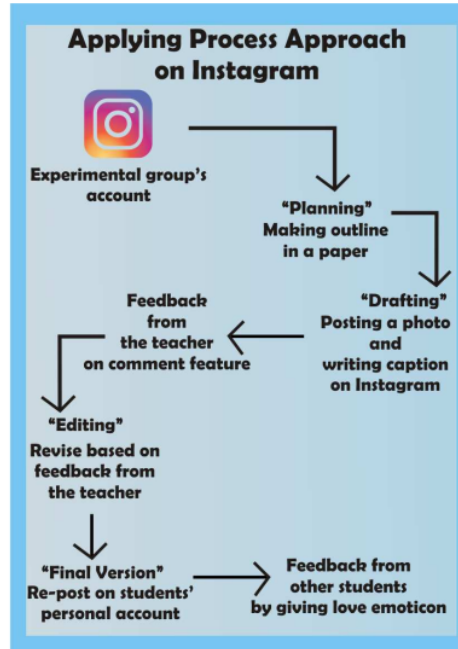 Applying Process Approach
on Instagram
Experimental group's
account
"Planning"
Making outline
in a paper
"Drafting"
Posting a photo
and
writing caption
on Instagram
Feedback
from
the teacher
on comment feature
"Editing"
Revise based on
feedback from
the teacher
"Final Version"
Re-post on students'
personal account
Feedback from
other students
by giving love emoticon